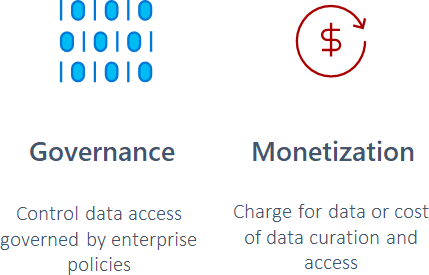 Governance
Control data access
governed by enterprise
policies
Monetization
Charge for data or cost
of data curation and
access